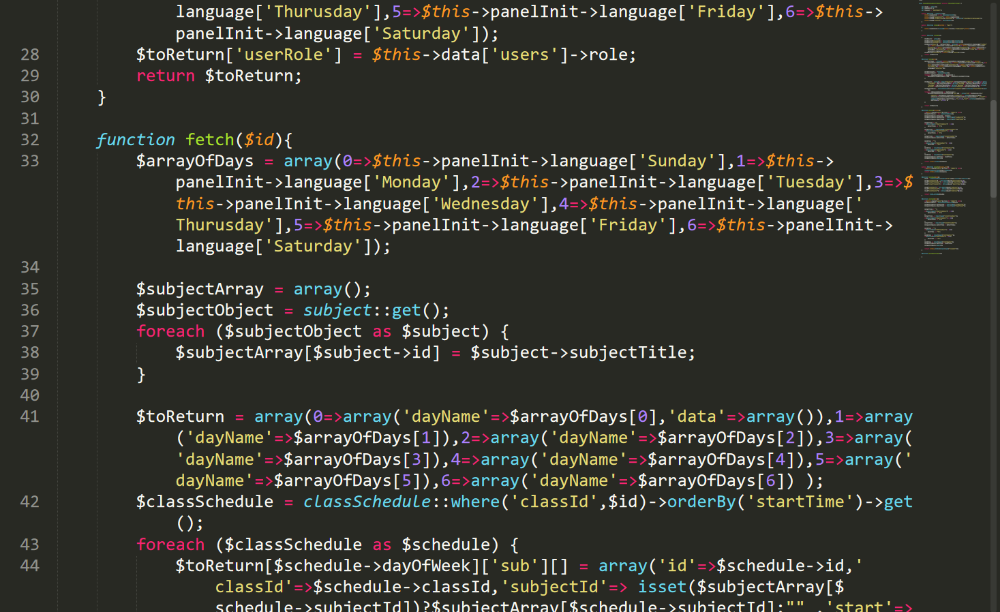 language['Thurusday'],5=>$this->panelInit->language['Friday'],6=>$this->
panelInit->language['Saturday']);
28 $toReturn['userRole'] = $this->data['users']->role;
29 return $toReturn;
30 }
31
32 function fetch($id){
33 $arrayOfDays = array(0=>$this->panelInit->language['Sunday'],1=>$this->
panelInit->language['Monday'],2=>$this->panelInit->language['Tuesday'],3=>$
this->panelInit->language['Wednesday'],4=>$this->panelInit->language['
Thurusday'],5=>$this->panelInit->language['Friday'],6=>$this->panelInit->
language['Saturday']);
34
35 $subjectArray = array();
36 $subjectObject = subject::get();
37 foreach ($subjectObject as $subject) {
38 $subjectArray[$subject->id] = $subject->subjectTitle;
39 }
40
41 $toReturn = array(0=>array('dayName'=>$arrayOfDays[0],'data'=>array()),1=>array
('dayName'=>$arrayOfDays[1]),2=>array('dayName'=>$arrayOfDays[2]),3=>array(
'dayName'=>$arrayOfDays[3]),4=>array('dayName'=>$arrayOfDays[4]),5=>array('
dayName'=>$arrayOfDays[5]),6=>array('dayName'=>$arrayOfDays[6]) );
42 $classSchedule = classSchedule::where('classId',$id)->orderBy('startTime')->get
();
43 foreach ($classSchedule as $schedule) {
44 $toReturn[$schedule->dayOfWeek]['sub'][] = array('id'=>$schedule->id,'
classId'=>$schedule->classId,'subjectId'=> isset($subjectArray[$
schedule->subjectId])?$subjectArray[$schedule->subjectId]:"" ,'start'=>